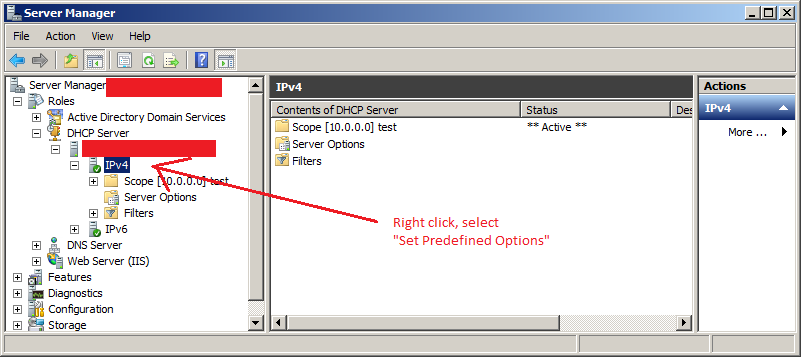 Server Manager
File Action View Help
Server Manager
Roles
Active Directory Domain Services
DHCP Server
IPv4
Scope [10.0.0.0] test
Server Options
Filters
IPv6
DNS Server
Web Server (IIS)
Features
Diagnostics
Configuration
Storage
IPv4
Contents of DHCP Server Status Des
Scope [10.0.0.0] test ** Active **
Server Options
Filters
Right click, select
"Set Predefined Options"
Actions
IPv4
More ...